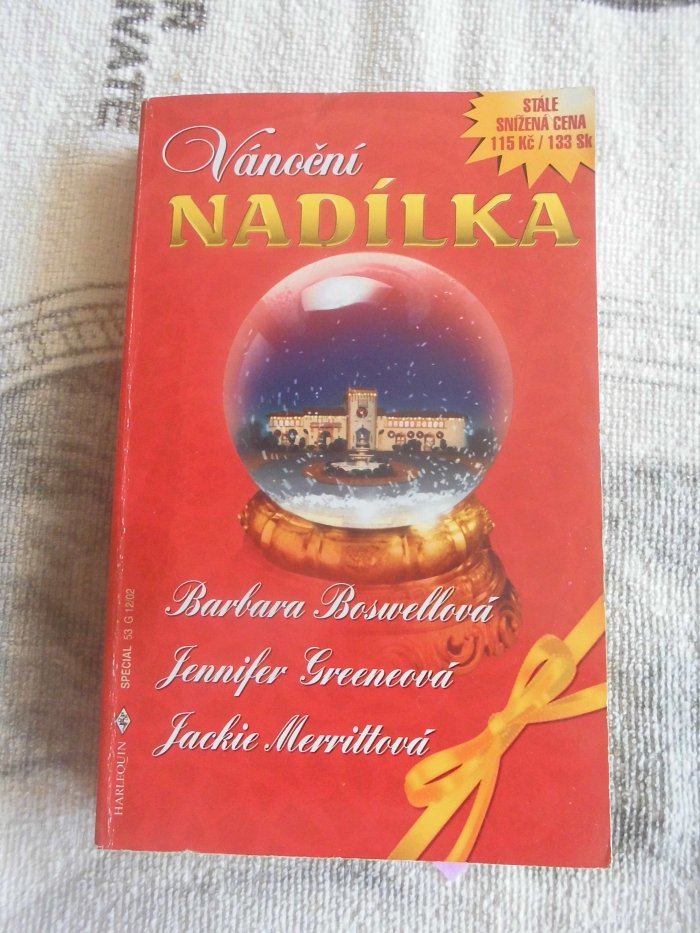 VATE
STÁLE
SNÍŽENÁ CENA
115 Kč / 133 Sk
Vánoční
NADÍLKA
Barbara Boswellová
Jennifer Greeneová
Jackie Merrittová
HARLEQUIN SPECIAL 53 G 12/02